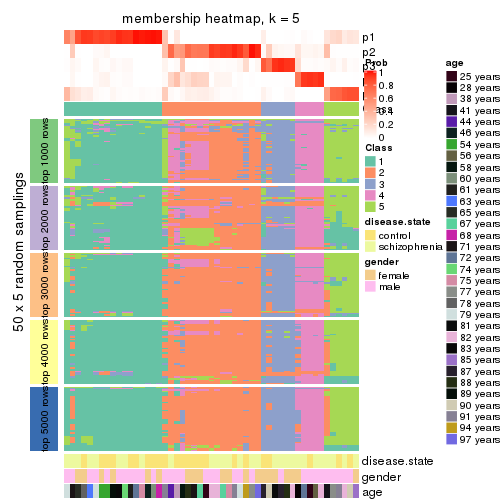 membership heatmap, k = 5
p1
p2
p3
Prob
1
0.8
0.6
0.4
0.2
0
Class
1
2
3
4
5
disease.state
control
schizophrenia
gender
female
male
age
25 years
28 years
38 years
41 years
44 years
46 years
54 years
56 years
58 years
60 years
61 years
63 years
65 years
67 years
68 years
71 years
72 years
74 years
75 years
77 years
78 years
79 years
81 years
82 years
83 years
85 years
87 years
88 years
89 years
90 years
91 years
94 years
97 years
50 x 5 random samplings
top 1000 rows
top 2000 rows
top 3000 rows
top 4000 rows
top 5000 rows
disease.state
gender
age